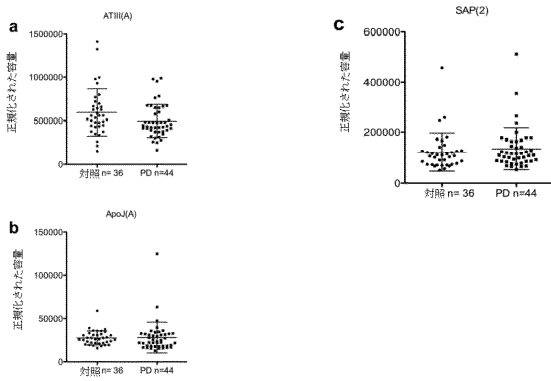 a
ATIII(A)
正規化された容量
1500000
1000000
500000
0
対照 n= 36
PD n=44
b
ApoJ(A)
正規化された容量
150000
100000
50000
0
対照 n= 36
PD n=44
c
SAP(2)
正規化された容量
600000
400000
200000
0
対照 n= 36
PD n=44